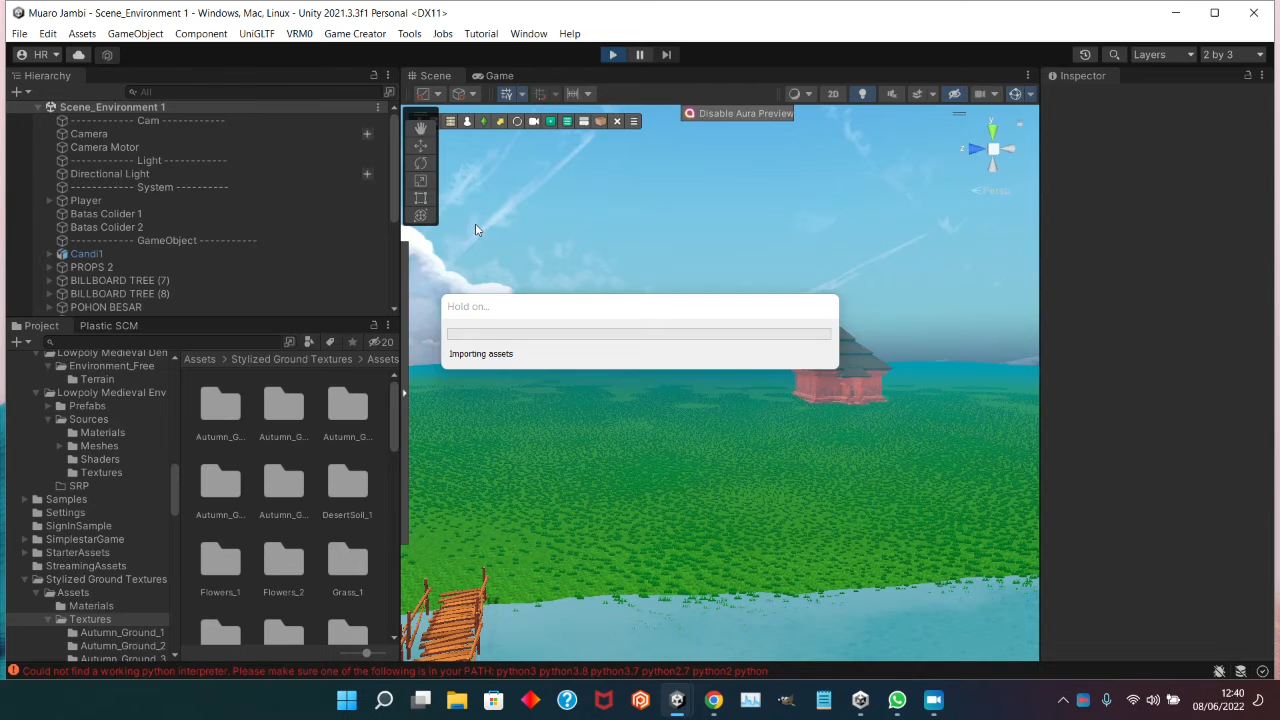 Muaro Jambi - Scene_Environment 1 - Windows, Mac, Linux - Unity 2021.3.3f1 Personal <DX11>
File Edit Assets GameObject Component UniGLTF VRM0 Game Creator Tools Jobs Tutorial Window Help
HR Layers 2 by 3
Hierarchy
All
Scene_Environment 1
------------ Cam ------------
Camera
Camera Motor
------------ Light ------------
Directional Light
------------ System ------------
Player
Batas Colider 1
Batas Colider 2
------------ GameObject ------------
Candi1
PROPS 2
BILLBOARD TREE (7)
BILLBOARD TREE (8)
POHON BESAR
Project Plastic SCM
20
Lowpoly Medieval Den
Environment_Free
Terrain
Lowpoly Medieval Env
Prefabs
Sources
Materials
Meshes
Shaders
Textures
SRP
Samples
Settings
SignInSample
SimplestarGame
StarterAssets
StreamingAssets
Stylized Ground Textures
Assets
Materials
Textures
Autumn_Ground_1
Autumn_Ground_2
Autumn_Ground_3
Assets > Stylized Ground Textures > Assets
Autumn_G... Autumn_G... Autumn_G...
Autumn_G... Autumn_G... DesertSoil_1
Flowers_1 Flowers_2 Grass_1
Scene Game
2D
Disable Aura Preview
y
z
Persp
Hold on...
Importing assets
Inspector
Could not find a working python interpreter. Please make sure one of the following is in your PATH: python3 python3.8 python3.7 python2.7 python2 python
12:40
08/06/2022